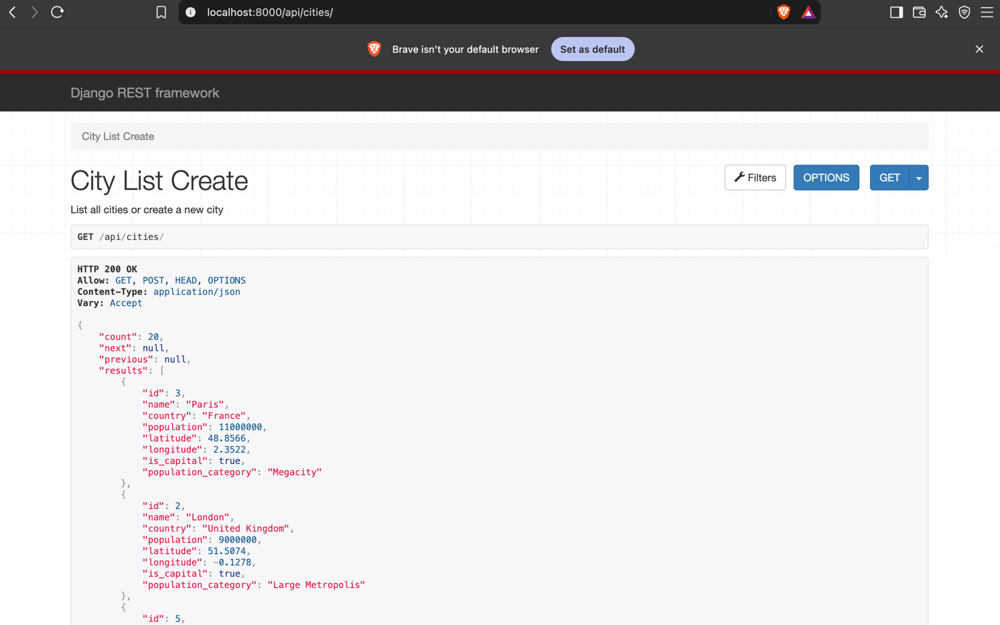 localhost:8000/api/cities/
Brave isn't your default browser Set as default
Django REST framework
City List Create
City List Create
Filters OPTIONS GET
List all cities or create a new city
GET /api/cities/
HTTP 200 OK
Allow: GET, POST, HEAD, OPTIONS
Content-Type: application/json
Vary: Accept
{
    "count": 20,
    "next": null,
    "previous": null,
    "results": [
        {
            "id": 3,
            "name": "Paris",
            "country": "France",
            "population": 11000000,
            "latitude": 48.8566,
            "longitude": 2.3522,
            "is_capital": true,
            "population_category": "Megacity"
        },
        {
            "id": 2,
            "name": "London",
            "country": "United Kingdom",
            "population": 9000000,
            "latitude": 51.5074,
            "longitude": -0.1278,
            "is_capital": true,
            "population_category": "Large Metropolis"
        },
        {
            "id": 5,